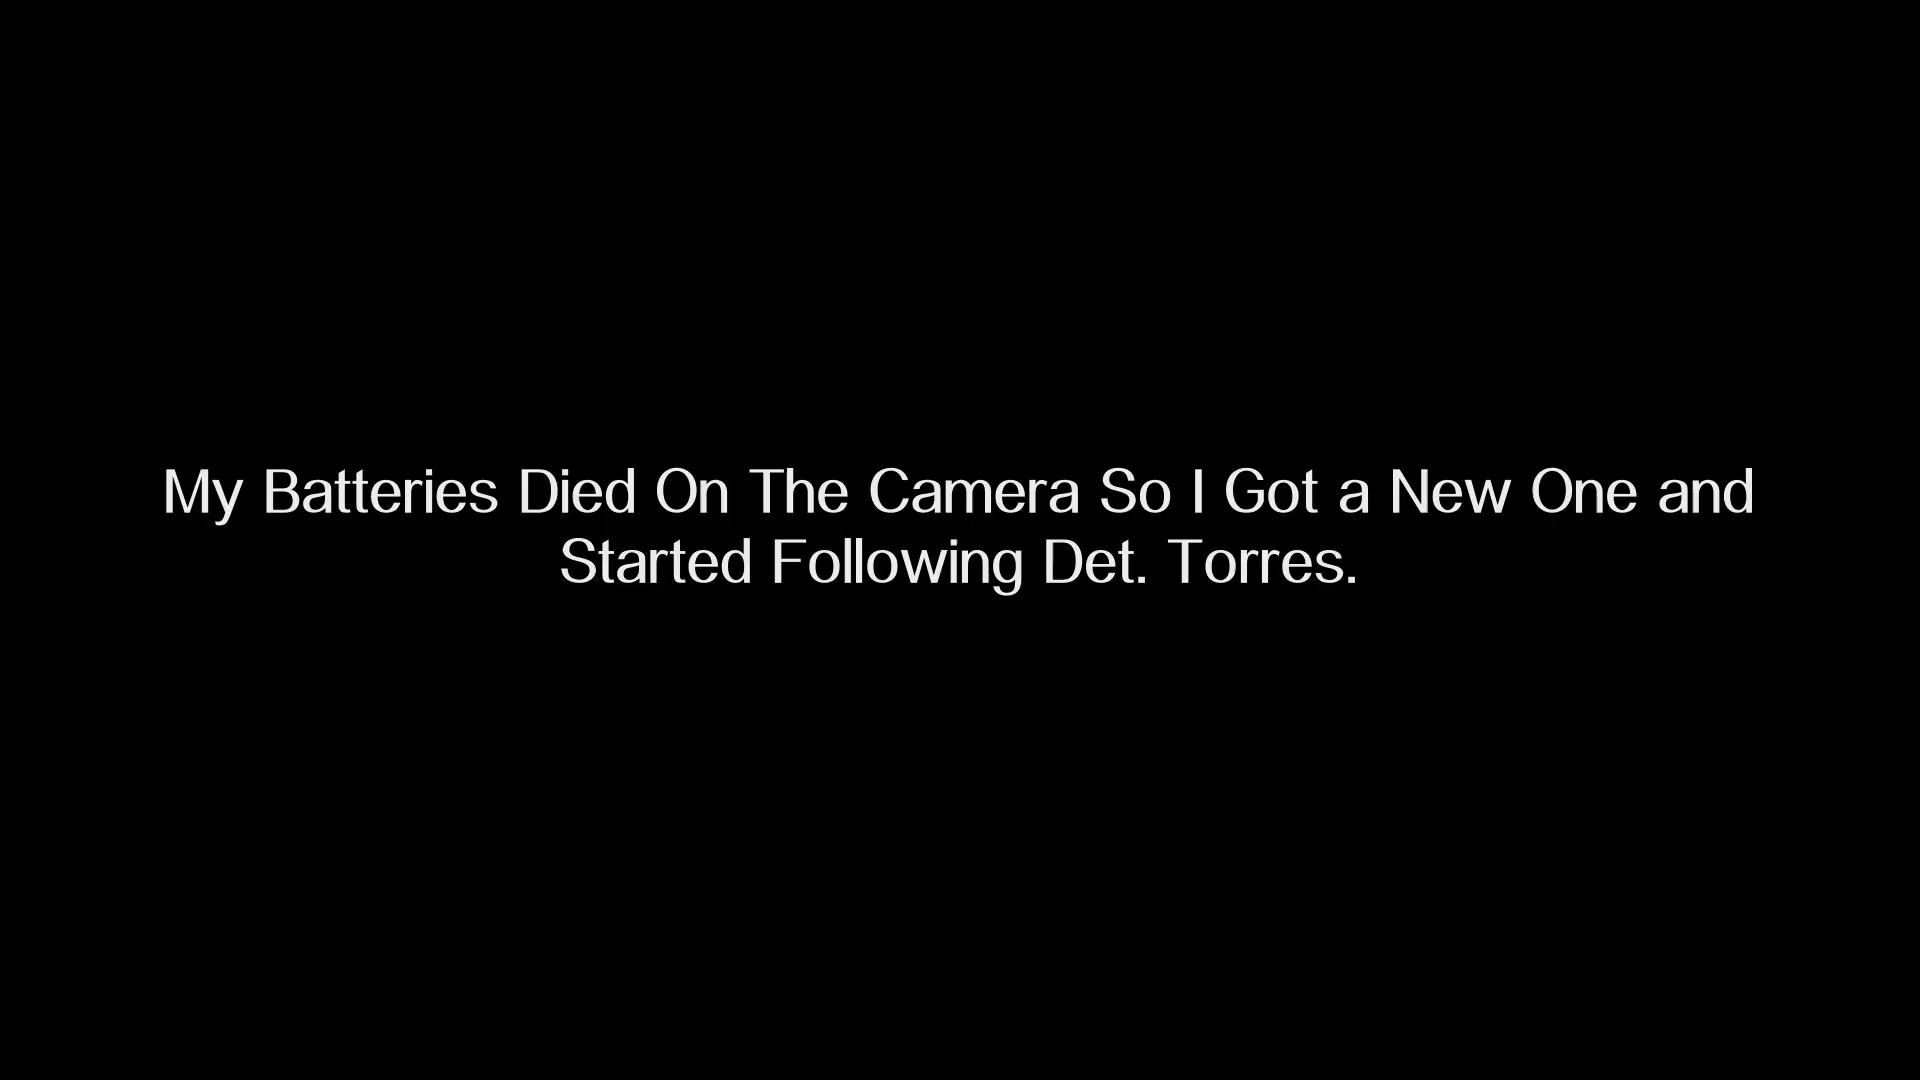 My Batteries Died On The Camera So I Got a New One and
Started Following Det. Torres.